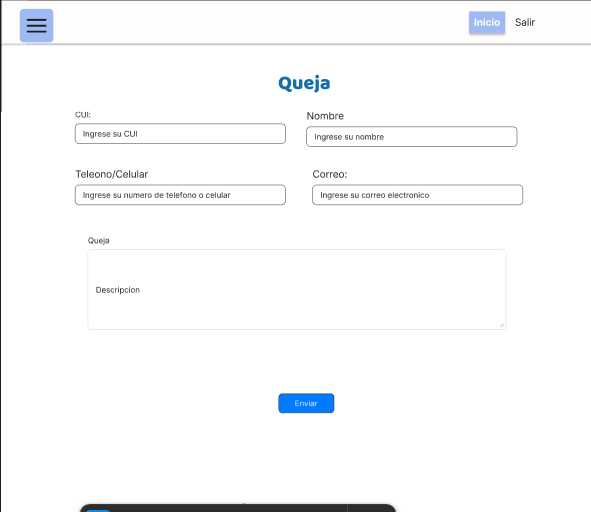 Inicio Salir
Queja
CUI: Nombre
Ingrese su CUI Ingrese su nombre
Teleono/Celular Correo:
Ingrese su numero de telefono o celular Ingrese su correo electronico
Queja
Descripcion
Enviar